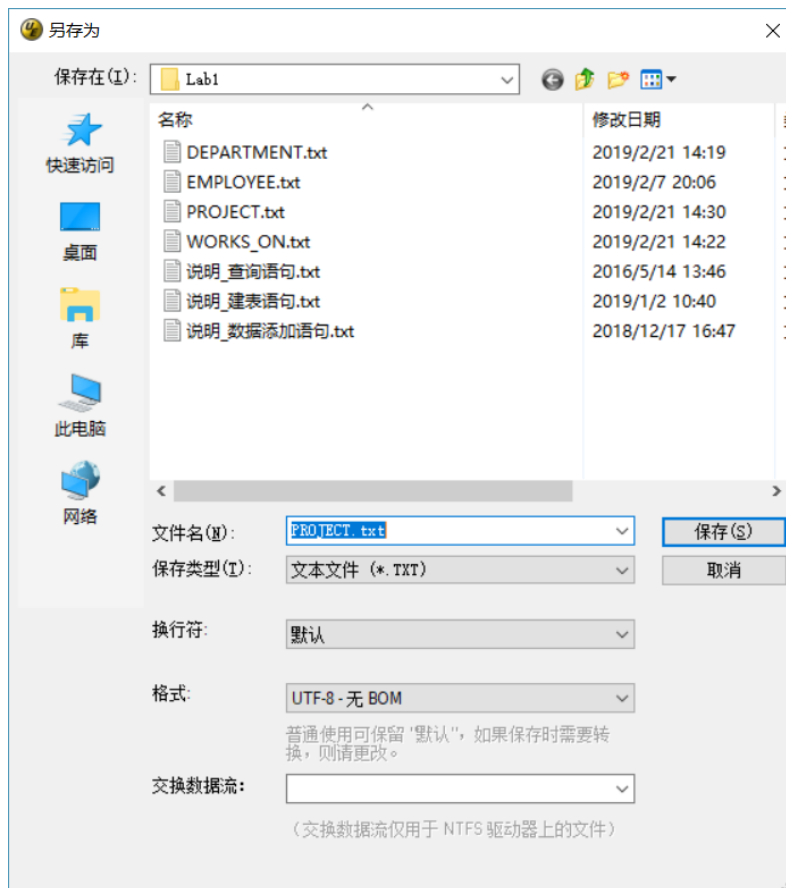 另存为
保存在(I):
Lab1
名称
修改日期
DEPARTMENT.txt
2019/2/21 14:19
EMPLOYEE.txt
2019/2/7 20:06
PROJECT.txt
2019/2/21 14:30
WORKS_ON.txt
2019/2/21 14:22
说明_查询语句.txt
2016/5/14 13:46
说明_建表语句.txt
2019/1/2 10:40
说明_数据添加语句.txt
2018/12/17 16:47
快速访问
桌面
库
此电脑
网络
文件名(N):
PROJECT.txt
保存(S)
保存类型(T):
文本文件 (*.TXT)
取消
换行符:
默认
格式:
UTF-8 - 无 BOM
普通使用可保留 "默认"，如果保存时需要转
换，则请更改。
交换数据流:
（交换数据流仅用于 NTFS 驱动器上的文件）